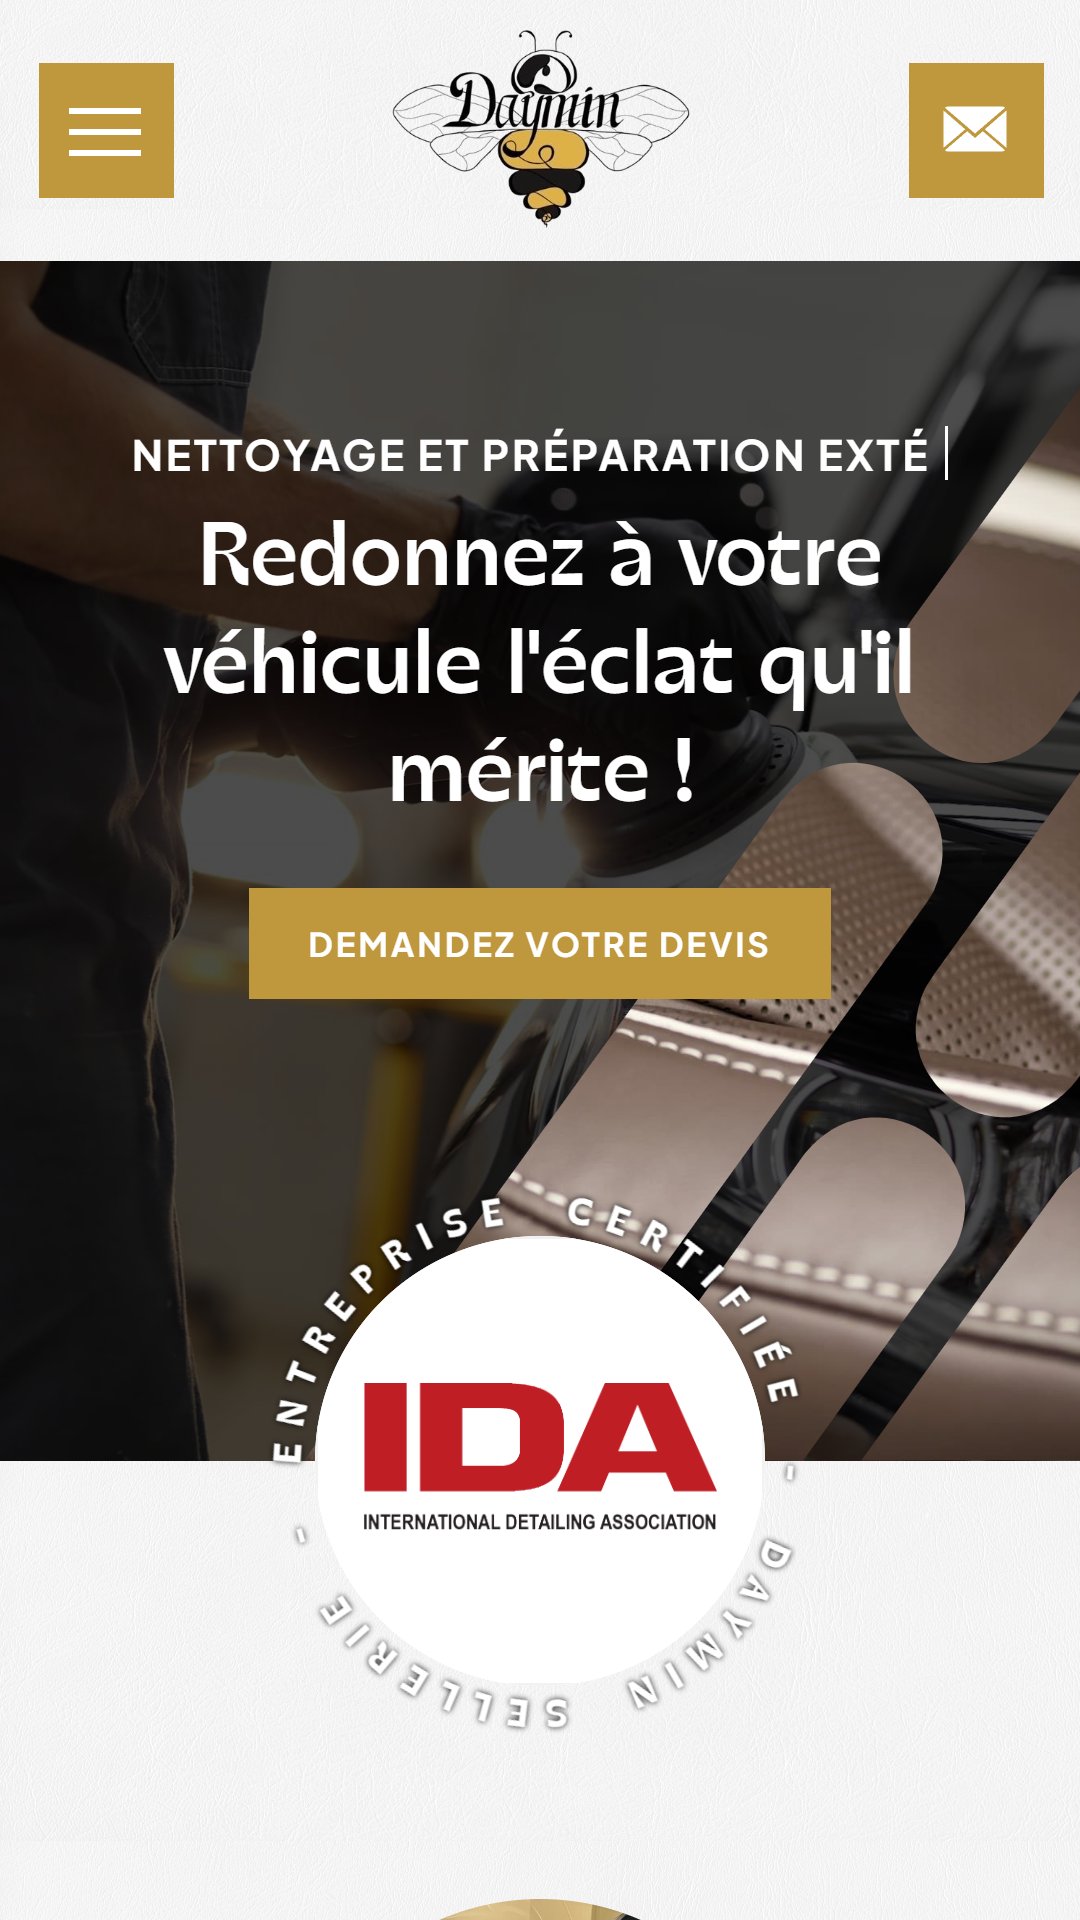 Daymin
NETTOYAGE ET PRÉPARATION EXTÉ
Redonnez à votre
véhicule l'éclat qu'il
mérite !
DEMANDEZ VOTRE DEVIS
ENTREPRISE CERTIFIÉE - DAYMIN SELLERIE -
IDA
INTERNATIONAL DETAILING ASSOCIATION